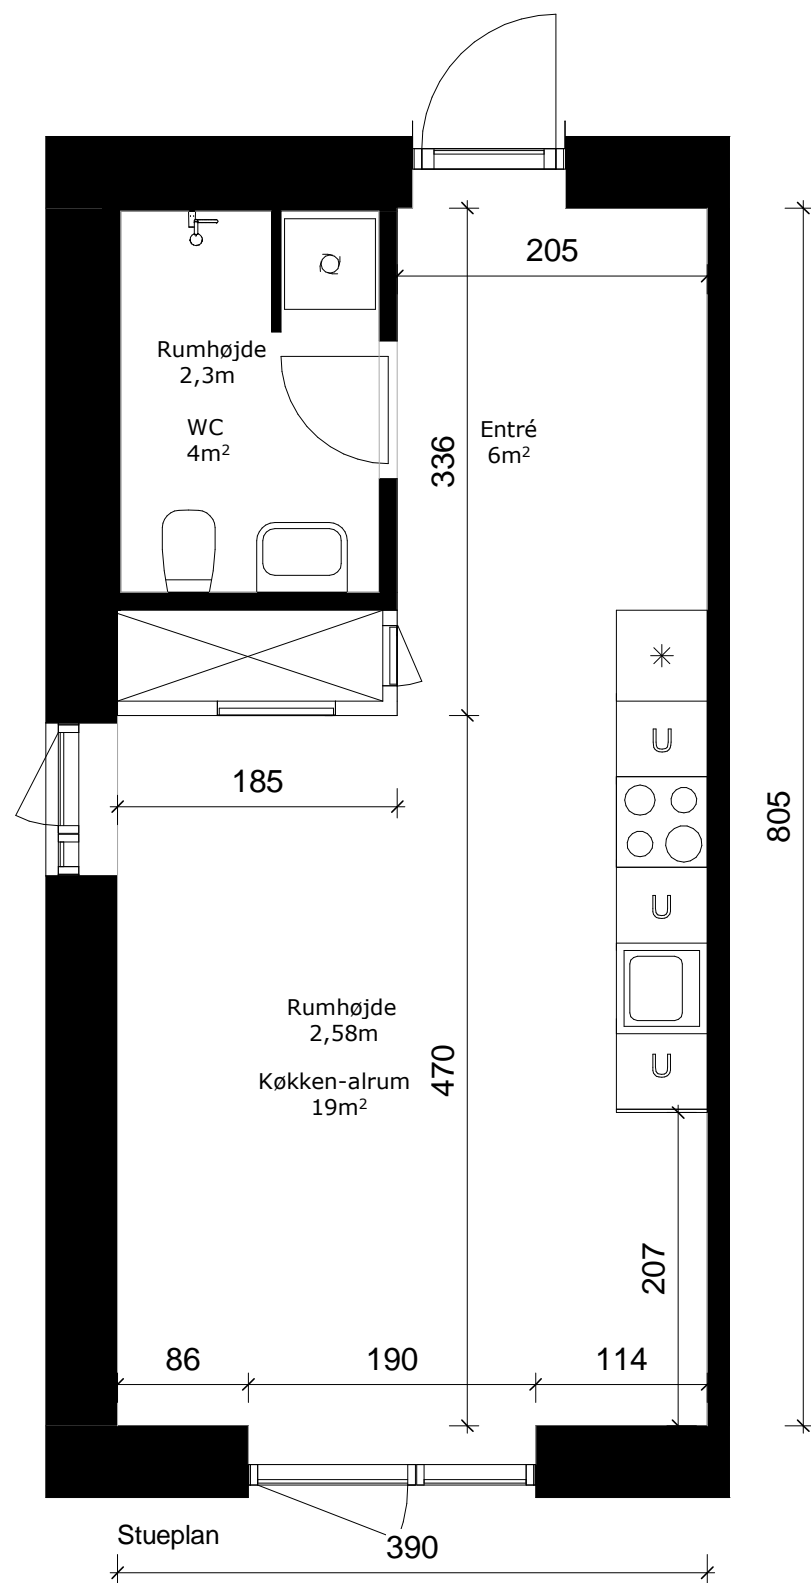 205
Rumhøjde
2,3m
WC
4m²
336
Entré
6m²
185
805
Rumhøjde
2,58m
Køkken-alrum
19m²
470
207
86
190
114
Stueplan
390